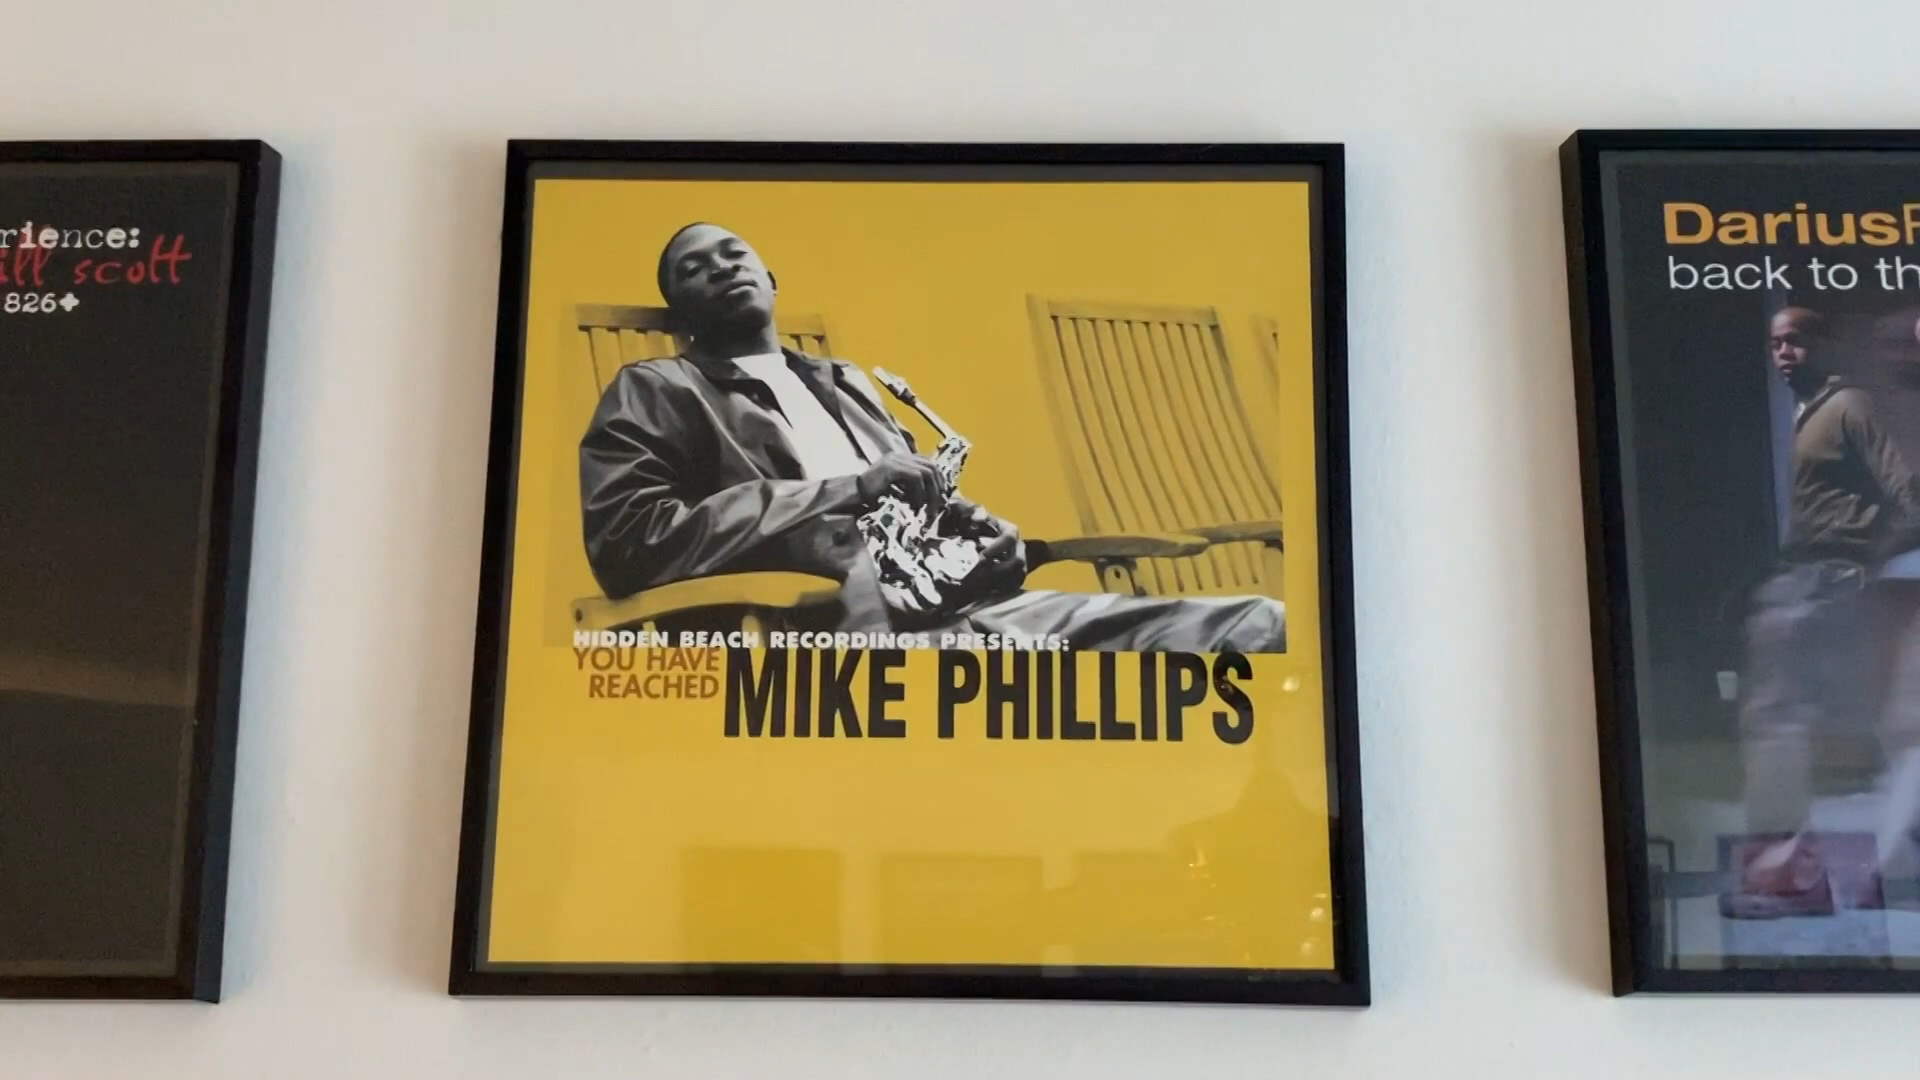 rience:
ill scott
826+
HIDDEN BEACH RECORDINGS PRESENTS:
YOU HAVE
REACHED
MIKE PHILLIPS
Darius
back to th